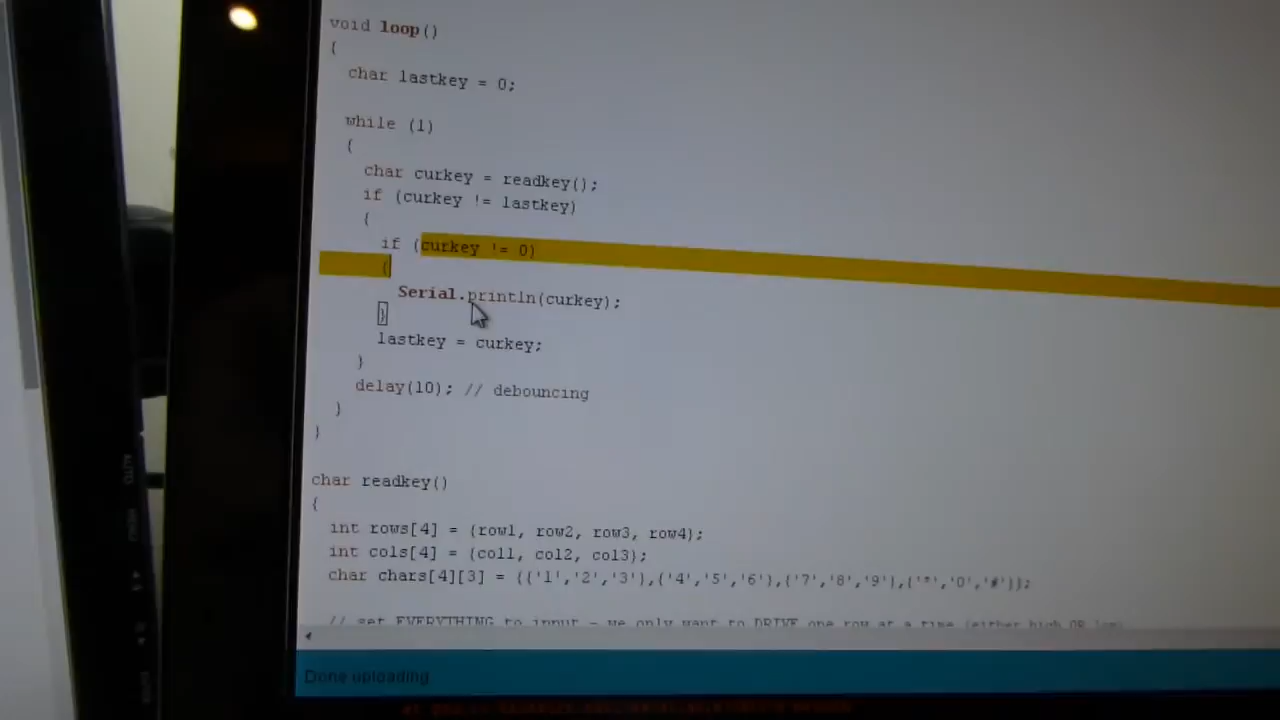 void loop()
{
char lastkey = 0;
while (1)
{
char curkey = readkey();
if (curkey != lastkey)
{
if (curkey != 0)
{
Serial.println(curkey);
}
lastkey = curkey;
}
delay(10); // debouncing
}
}
char readkey()
{
int rows[4] = {row1, row2, row3, row4};
int cols[4] = {col1, col2, col3};
char chars[4][3] = {{'1','2','3'},{'4','5','6'},{'7','8','9'},{'*','0','#'}};
// set EVERYTHING to input - we only want to DRIVE one row at a time (either high OR low)
Done uploading.
AUTO
MENU